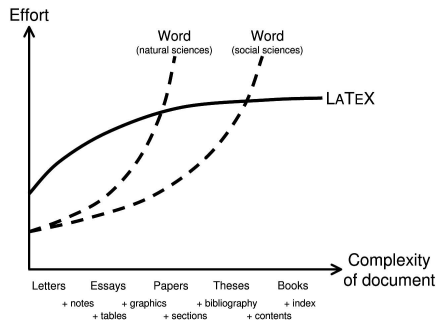 Effort
Word
(natural sciences)
Word
(social sciences)
LATEX
Complexity
of document
Letters Essays Papers Theses Books
+ notes + graphics + bibliography + index
+ tables + sections + contents